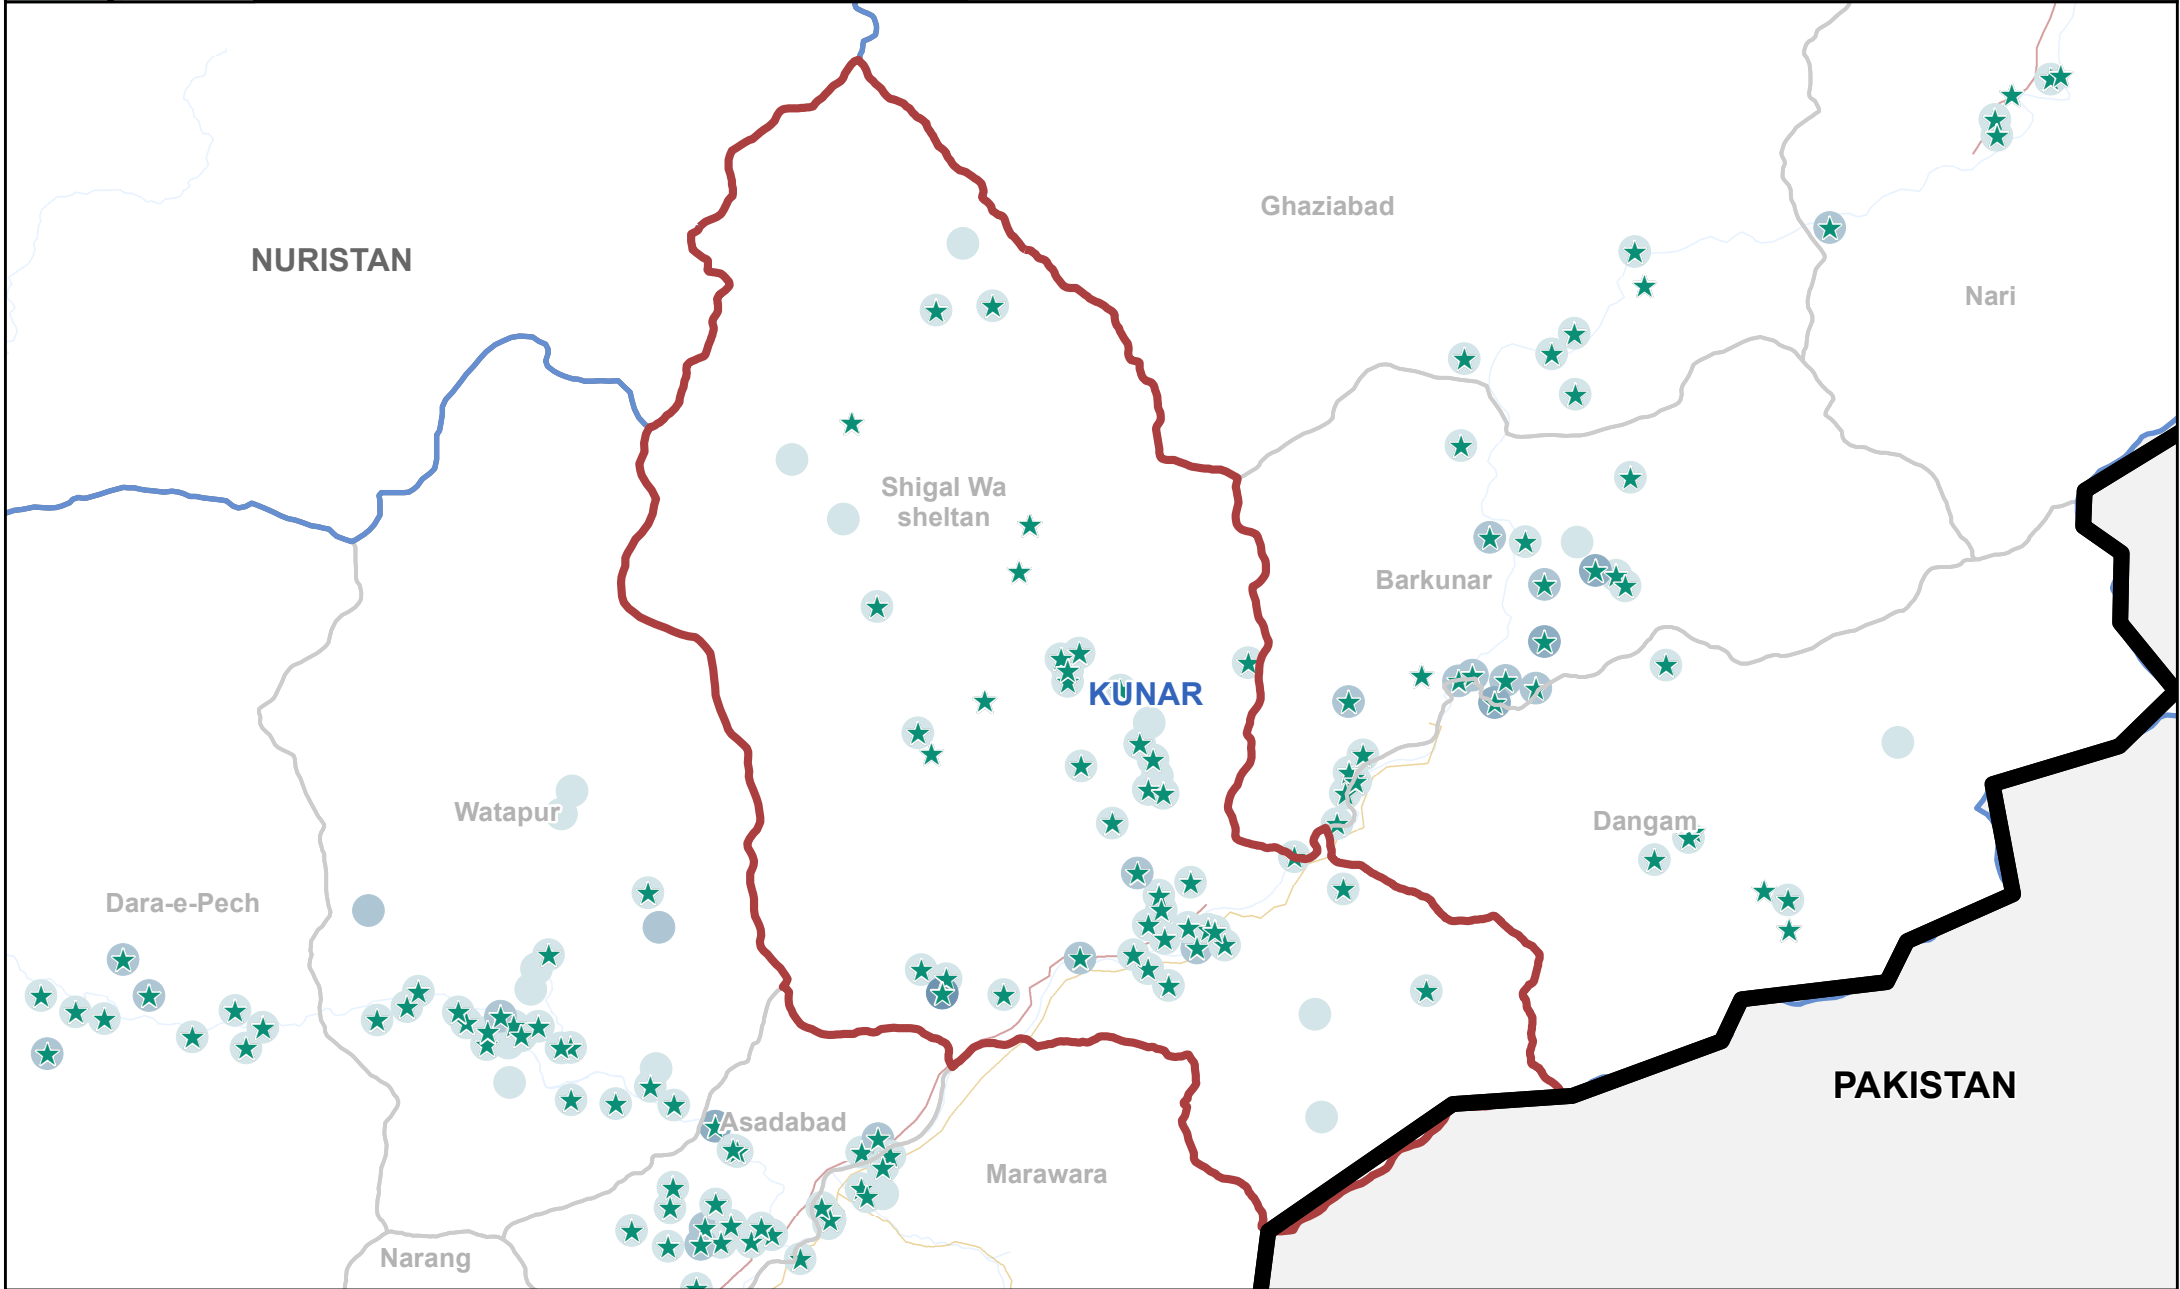 Ghaziabad
NURISTAN
Nari
Shigal Wa
sheltan
Barkunar
KUNAR
Watapur
Dangam
Dara-e-Pech
PAKISTAN
Asadabad
Marawara
Narang